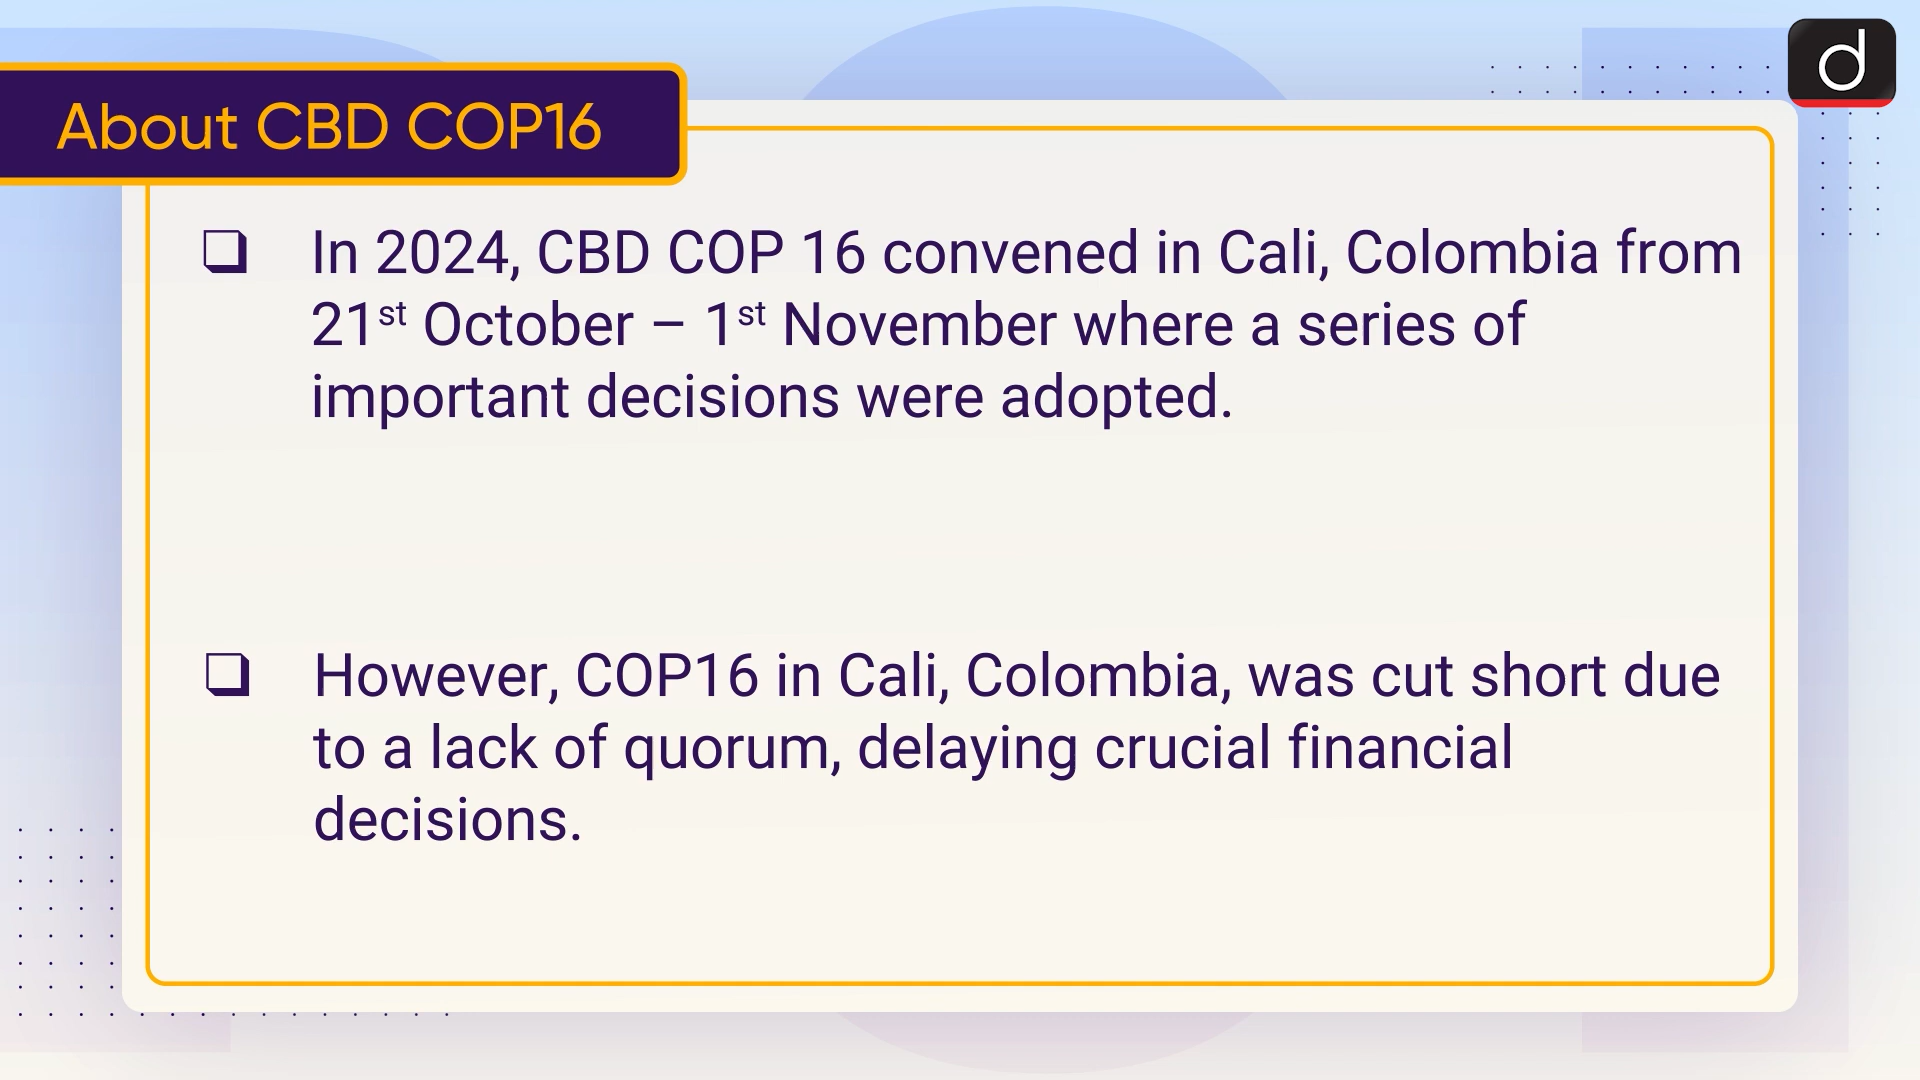 About CBD COP16
d
❑ In 2024, CBD COP 16 convened in Cali, Colombia from
21st October – 1st November where a series of
important decisions were adopted.
❑ However, COP16 in Cali, Colombia, was cut short due
to a lack of quorum, delaying crucial financial
decisions.